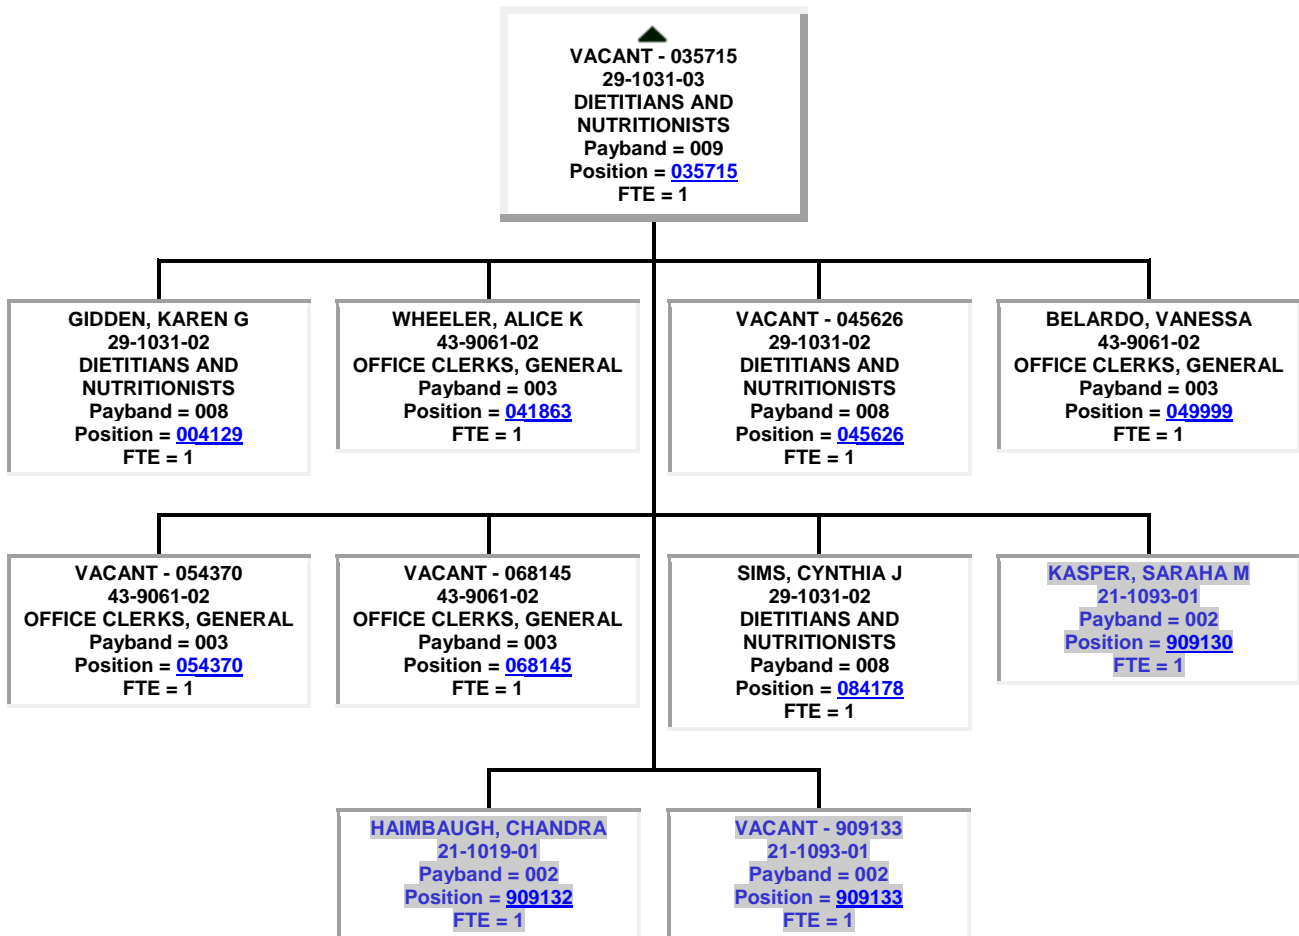 VACANT - 035715
29-1031-03
DIETITIANS AND
NUTRITIONISTS
Payband = 009
Position = 035715
FTE = 1
GIDDEN, KAREN G
29-1031-02
DIETITIANS AND
NUTRITIONISTS
Payband = 008
Position = 004129
FTE = 1
WHEELER, ALICE K
43-9061-02
OFFICE CLERKS, GENERAL
Payband = 003
Position = 041863
FTE = 1
VACANT - 045626
29-1031-02
DIETITIANS AND
NUTRITIONISTS
Payband = 008
Position = 045626
FTE = 1
BELARDO, VANESSA
43-9061-02
OFFICE CLERKS, GENERAL
Payband = 003
Position = 049999
FTE = 1
VACANT - 054370
43-9061-02
OFFICE CLERKS, GENERAL
Payband = 003
Position = 054370
FTE = 1
VACANT - 068145
43-9061-02
OFFICE CLERKS, GENERAL
Payband = 003
Position = 068145
FTE = 1
SIMS, CYNTHIA J
29-1031-02
DIETITIANS AND
NUTRITIONISTS
Payband = 008
Position = 084178
FTE = 1
KASPER, SARAHA M
21-1093-01
Payband = 002
Position = 909130
FTE = 1
HAIMBAUGH, CHANDRA
21-1019-01
Payband = 002
Position = 909132
FTE = 1
VACANT - 909133
21-1093-01
Payband = 002
Position = 909133
FTE = 1